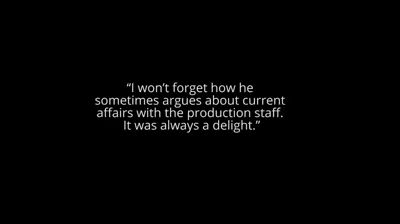 “I won’t forget how he
sometimes argues about current
affairs with the production staff.
It was always a delight.”